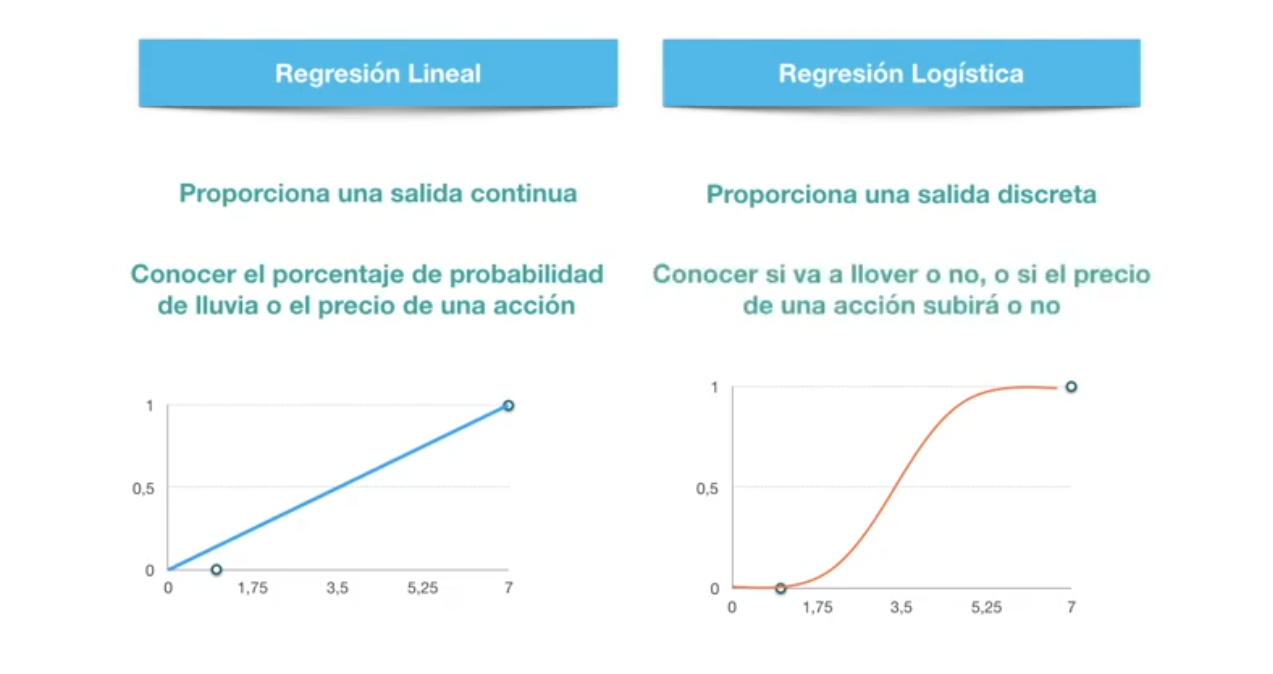 Regresión Lineal
Proporciona una salida continua
Conocer el porcentaje de probabilidad
de lluvia o el precio de una acción
1
0,5
0
0 1,75 3,5 5,25 7
Regresión Logística
Proporciona una salida discreta
Conocer si va a llover o no, o si el precio
de una acción subirá o no
1
0,5
0
0 1,75 3,5 5,25 7